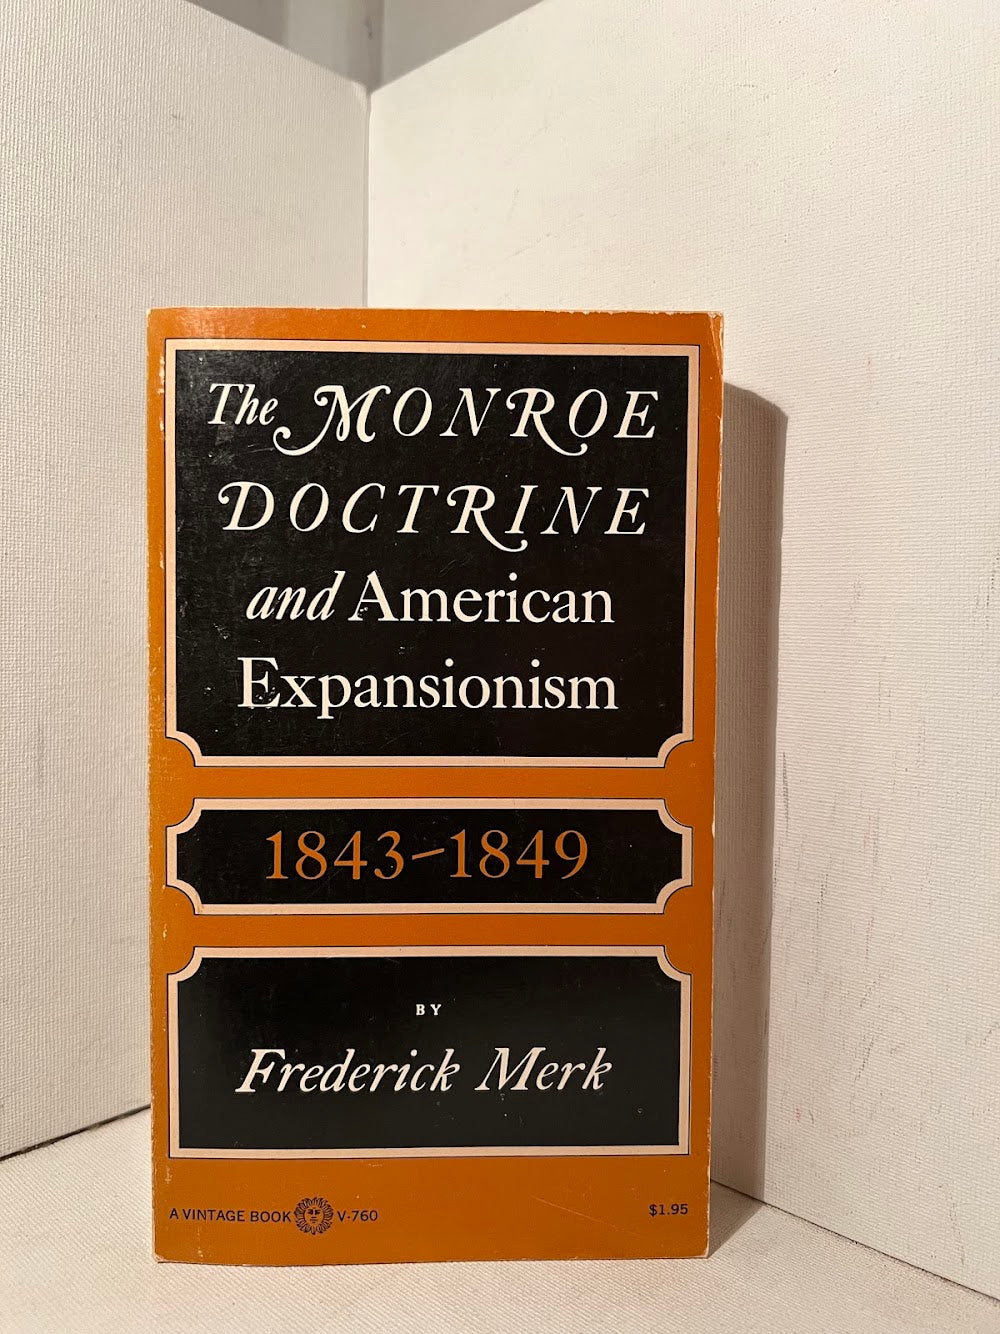 The MONROE
DOCTRINE
and American
Expansionism
1843–1849
BY
Frederick Merk
A VINTAGE BOOK V-760
$1.95